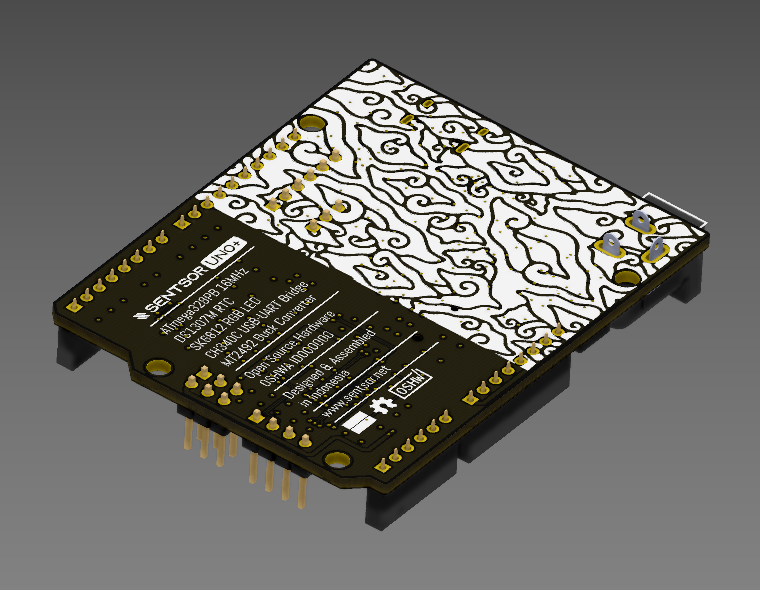 SENTSOR UNO+
ATmega328PB 16MHz
DS1307M RTC
SK6812 RGB LED
CH340C USB-UART Bridge
MT2492 Buck Converter
Open Source Hardware
OSHWA ID000000
Designed & Assembled
in Indonesia
www.sentsor.net
OSHW